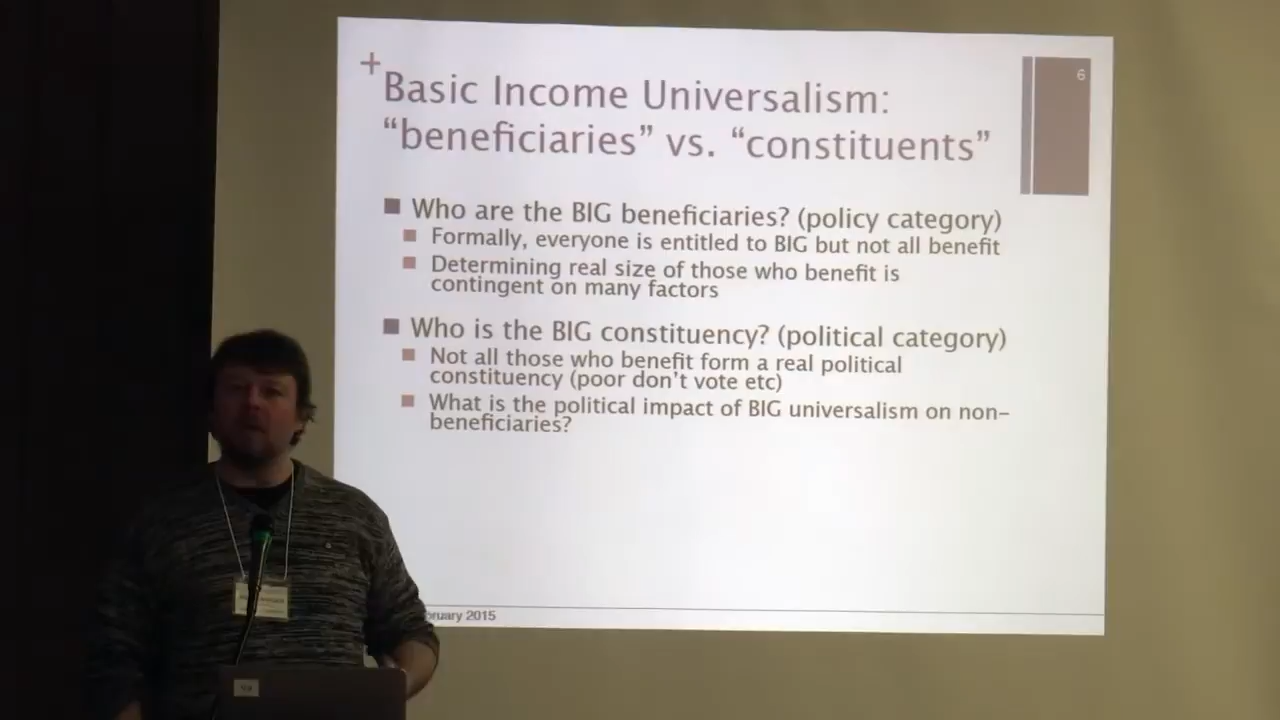 +
6
Basic Income Universalism:
“beneficiaries” vs. “constituents”
Who are the BIG beneficiaries? (policy category)
Formally, everyone is entitled to BIG but not all benefit
Determining real size of those who benefit is
contingent on many factors
Who is the BIG constituency? (political category)
Not all those who benefit form a real political
constituency (poor don’t vote etc)
What is the political impact of BIG universalism on non–
beneficiaries?
2015